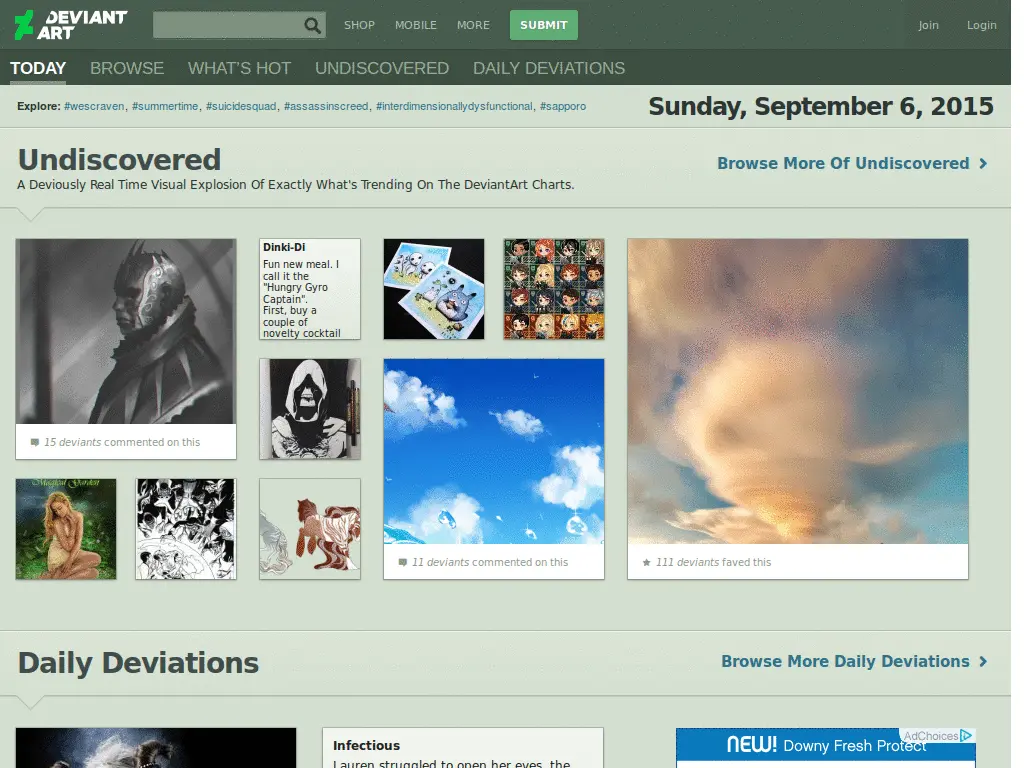 DEVIANT
ART
SHOP MOBILE MORE SUBMIT Join Login
TODAY BROWSE WHAT'S HOT UNDISCOVERED DAILY DEVIATIONS
Explore: #wescraven, #summertime, #suicidesquad, #assassinscreed, #interdimensionallydysfunctional, #sapporo
Sunday, September 6, 2015
Undiscovered
A Deviously Real Time Visual Explosion Of Exactly What's Trending On The DeviantArt Charts.
Browse More Of Undiscovered
Dinki-Di
Fun new meal. I
call it the
"Hungry Gyro
Captain".
First, buy a
couple of
novelty cocktail
15 deviants commented on this
Magical Garden
11 deviants commented on this
111 deviants faved this
Daily Deviations
Browse More Daily Deviations
Infectious
Lauren struggled to open her eyes, the
AdChoices
NEW! Downy Fresh Protect